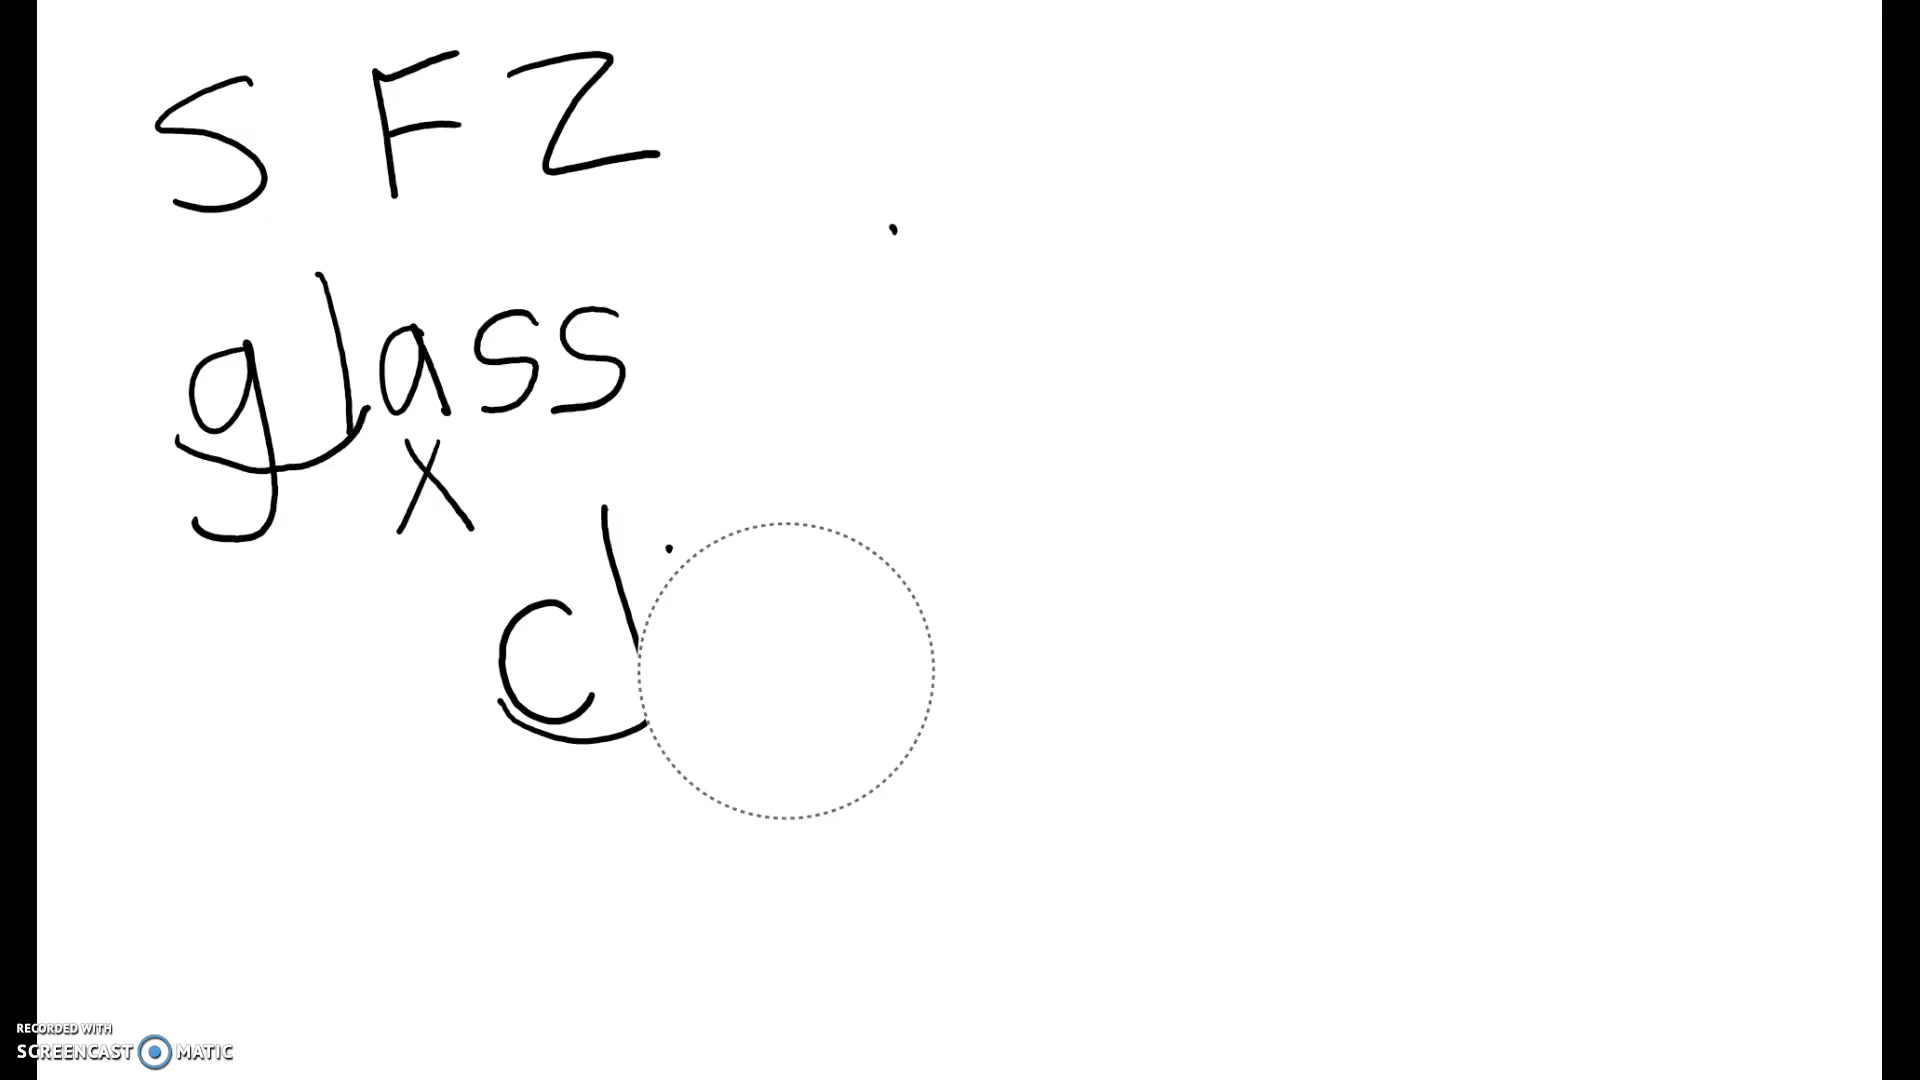 S F Z
glass
x
cl
RECORDED WITH
SCREENCAST MATIC